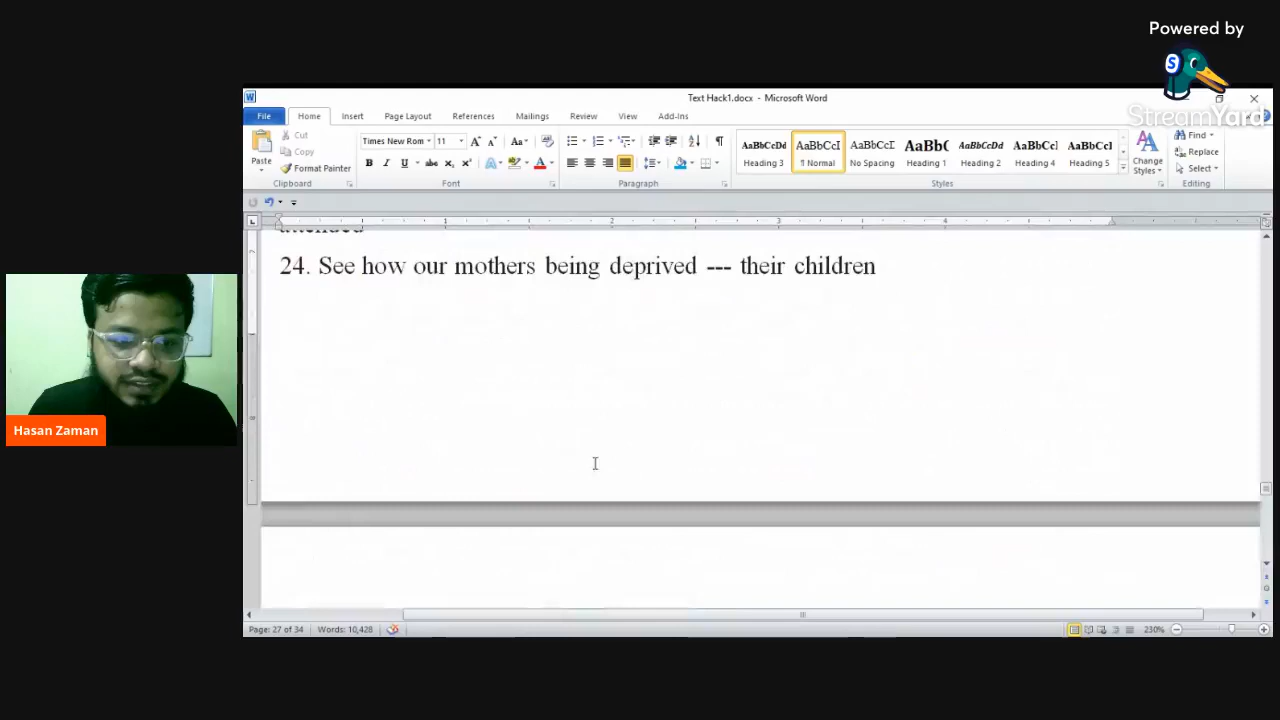 Powered by
StreamYard
Text Hack1.docx - Microsoft Word
File Home Insert Page Layout References Mailings Review View Add-Ins
Paste
Cut
Copy
Format Painter
Clipboard
Times New Rom 11
Font
Paragraph
AaBbCcDd AaBbCcI AaBbCcI AaBbC AaBbCcDd AaBbCcI AaBbCcI
Heading 3 ¶ Normal No Spacing Heading 1 Heading 2 Heading 4 Heading 5
Change
Styles
Styles
Find
Replace
Select
Editing
attended
24. See how our mothers being deprived --- their children
Hasan Zaman
Page: 27 of 34 Words: 10,428 230%